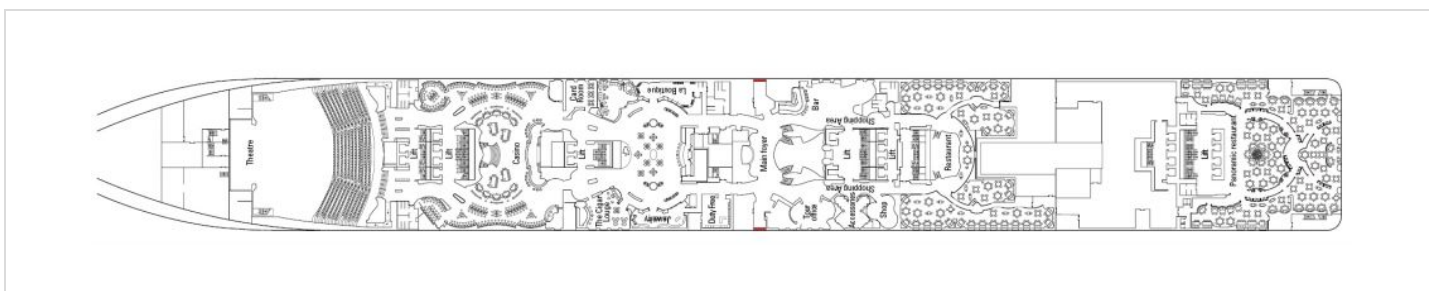 Theatre
Lift
Lift
Casino
Card
Room
Lift
The Cigar
Lounge
La Boutique
Jewellry
Duty Free
Main foyer
Bar
Shopping Area
Lift
Lift
Shopping Area
Tour
office
Accessories
Shop
Restaurant
Lift
Panoramic restaurant